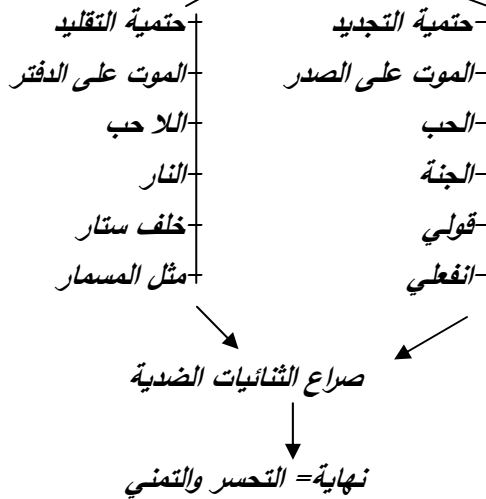 -حتمية التجديد
-حتمية التقليد
-الموت على الصدر
-الموت على الدفتر
-الحب
-اللا حب
-الجنة
-النار
-قولي
-خلف ستار
-انفعلي
-مثل المسمار
صراع الثنائيات الضدية
نهاية= التحسر والتمني